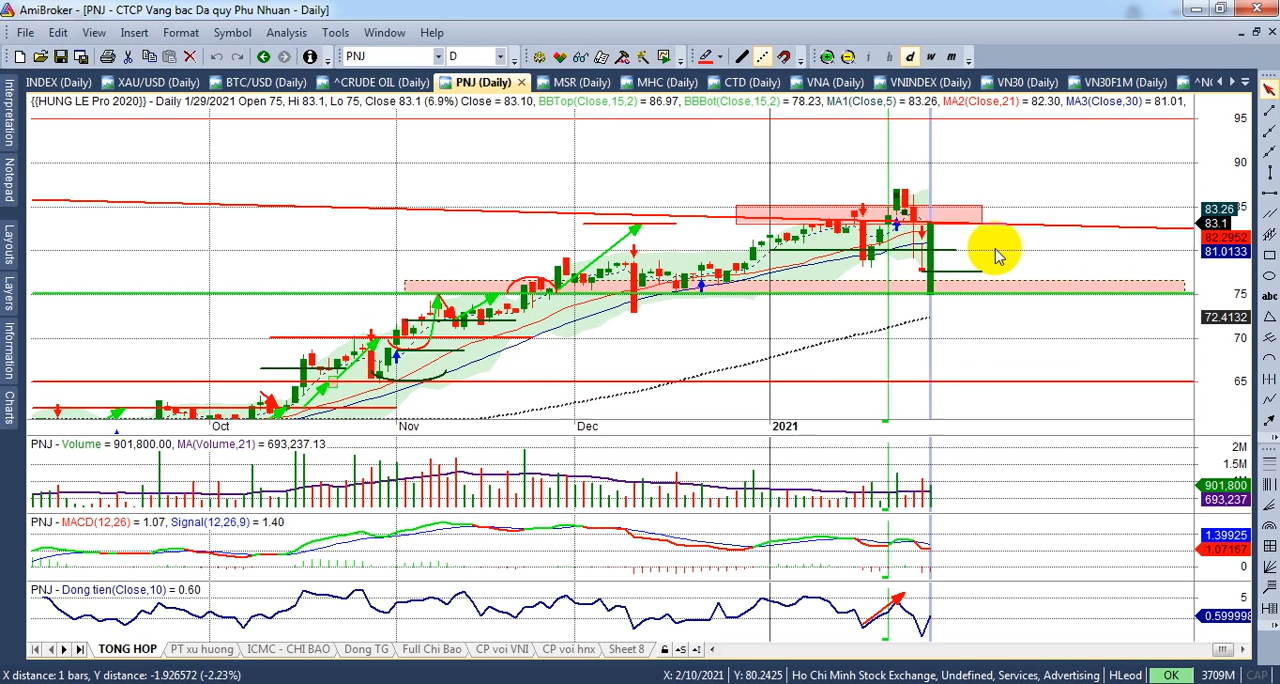 AmiBroker - [PNJ - CTCP Vang bac Da quy Phu Nhuan - Daily]
File Edit View Insert Format Symbol Analysis Tools Window Help
PNJ D i h d w m
INDEX (Daily) XAU/USD (Daily) BTC/USD (Daily) ^CRUDE OIL (Daily) PNJ (Daily) MSR (Daily) MHC (Daily) CTD (Daily) VNA (Daily) VNINDEX (Daily) VN30 (Daily) VN30F1M (Daily)
{{HUNG LE Pro 2020}} - Daily 1/29/2021 Open 75, Hi 83.1, Lo 75, Close 83.1 (6.9%) Close = 83.10, BBTop(Close,15,2) = 86.97, BBBot(Close,15,2) = 78.23, MA1(Close,5) = 83.26, MA2(Close,21) = 82.30, MA3(Close,30) = 81.01,
Interpretation
Notepad
Layouts
Layers
Information
Charts
95
90
85
83.26
83.1
82.2952
81.0133
75
72.4132
70
65
abc
Oct Nov Dec 2021
PNJ - Volume = 901,800.00, MA(Volume,21) = 693,237.13
2M
1.5M
901,800
693,237
PNJ - MACD(12,26) = 1.07, Signal(12,26,9) = 1.40
1.39925
1.07167
0
PNJ - Dong tien(Close,10) = 0.60
5
0.599998
TONG HOP PT xu huong ICMC - CHI BAO Dong TG Full Chi Bao CP voi VNI CP voi hnx Sheet 8
X distance: 1 bars, Y distance: -1.926572 (-2.23%) X: 2/10/2021 Y: 80.2425 Ho Chi Minh Stock Exchange, Undefined, Services, Advertising HLeod OK 3709M CAP